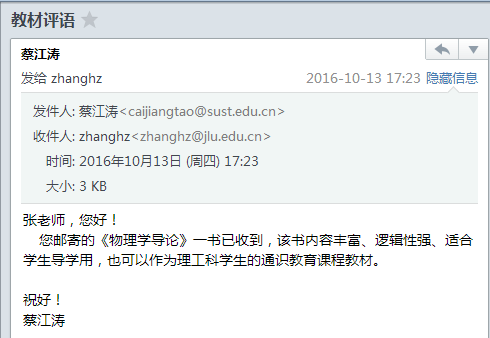 教材评语
蔡江涛
发给 zhanghz 2016-10-13 17:23 隐藏信息
发件人: 蔡江涛<caijiangtao@sust.edu.cn>
收件人: zhanghz<zhanghz@jlu.edu.cn>
时间: 2016年10月13日 (周四) 17:23
大小: 3 KB
张老师，您好！
您邮寄的《物理学导论》一书已收到，该书内容丰富、逻辑性强、适合
学生导学用，也可以作为理工科学生的通识教育课程教材。
祝好！
蔡江涛